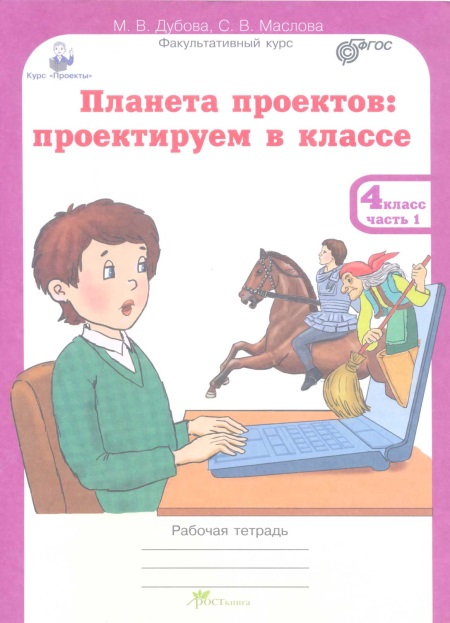 М. В. Дубова, С. В. Маслова
Факультативный курс
Курс «Проекты»
ФГОС
Планета проектов:
проектируем в классе
4 класс
часть 1
Рабочая тетрадь
РОСТкнига